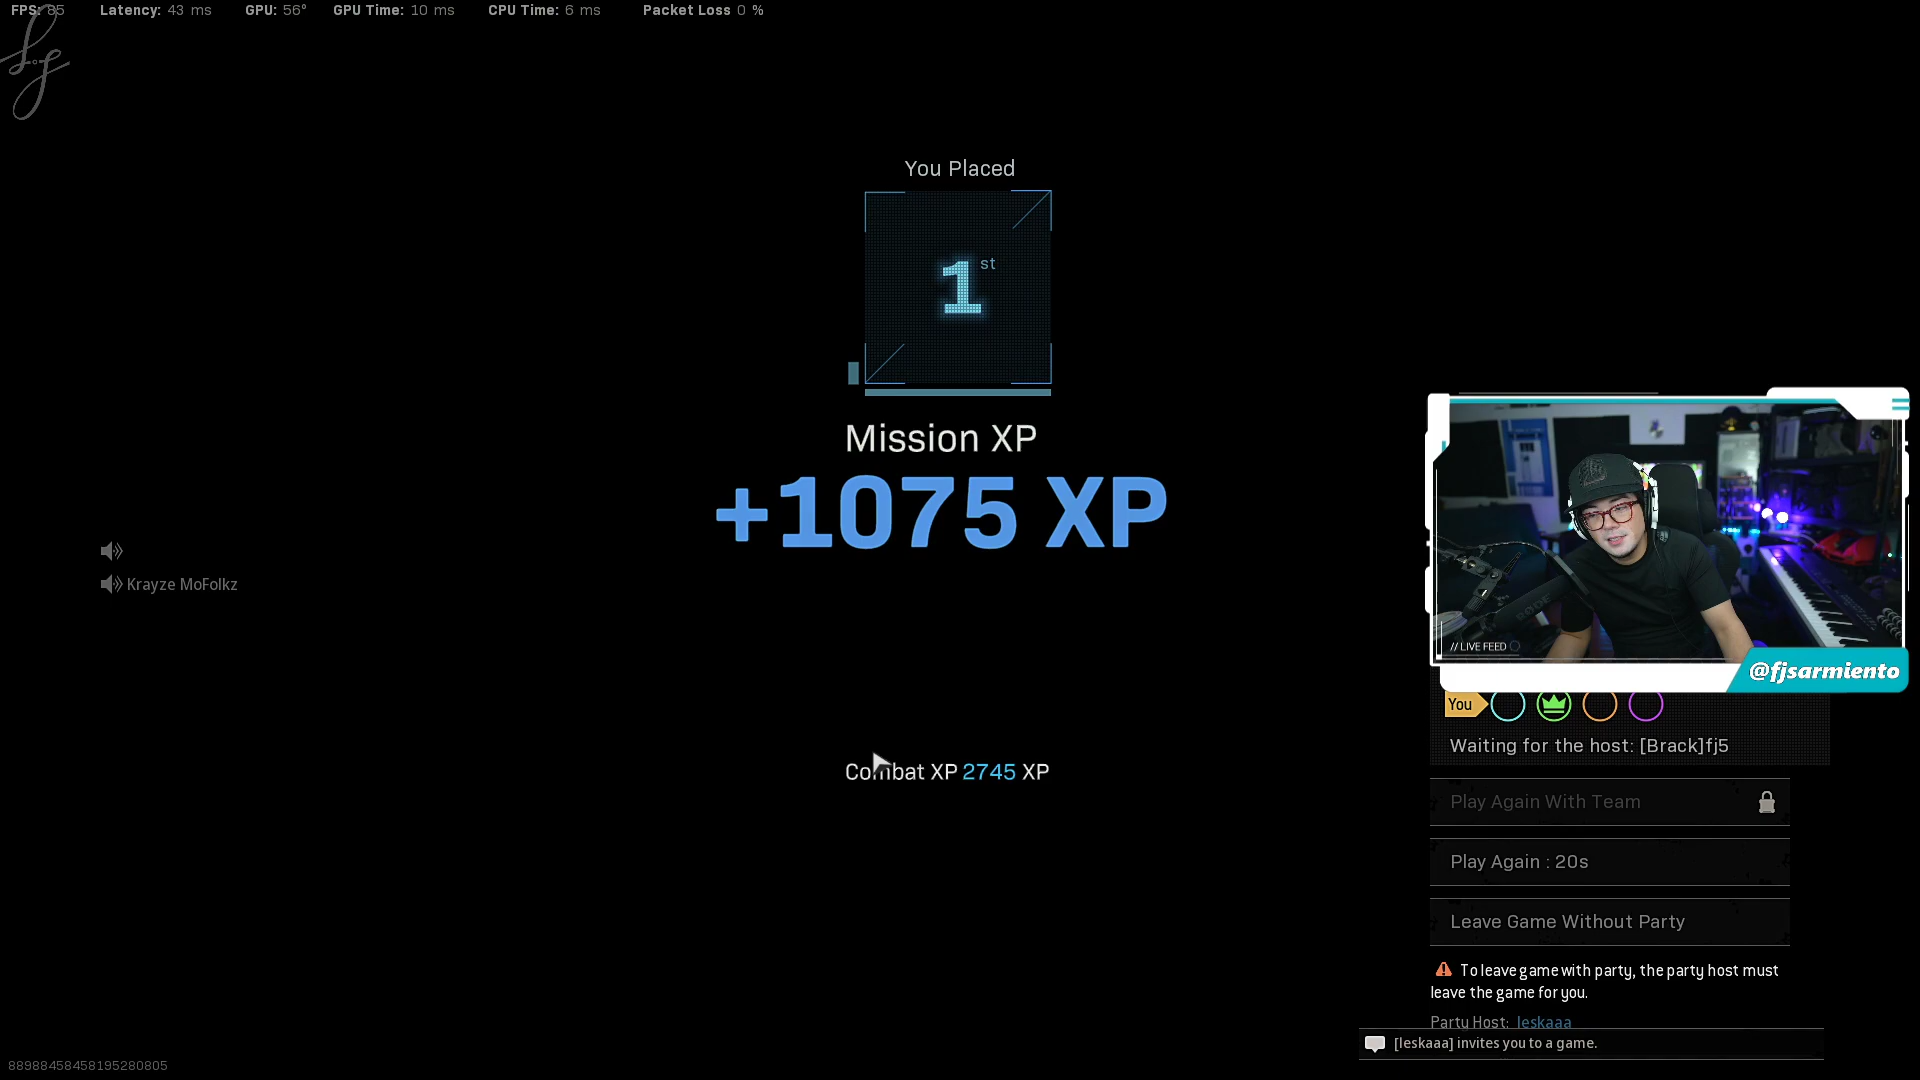 FPS: 85 Latency: 43 ms GPU: 56° GPU Time: 10 ms CPU Time: 6 ms Packet Loss 0 %
You Placed
1st
Mission XP
+1075 XP
Krayze MoFolkz
Combat XP 2745 XP
// LIVE FEED
@fjsarmiento
You
Waiting for the host: [Brack]fj5
Play Again With Team
Play Again : 20s
Leave Game Without Party
To leave game with party, the party host must
leave the game for you.
Party Host: leskaaa
[leskaaa] invites you to a game.
88988458458195280805